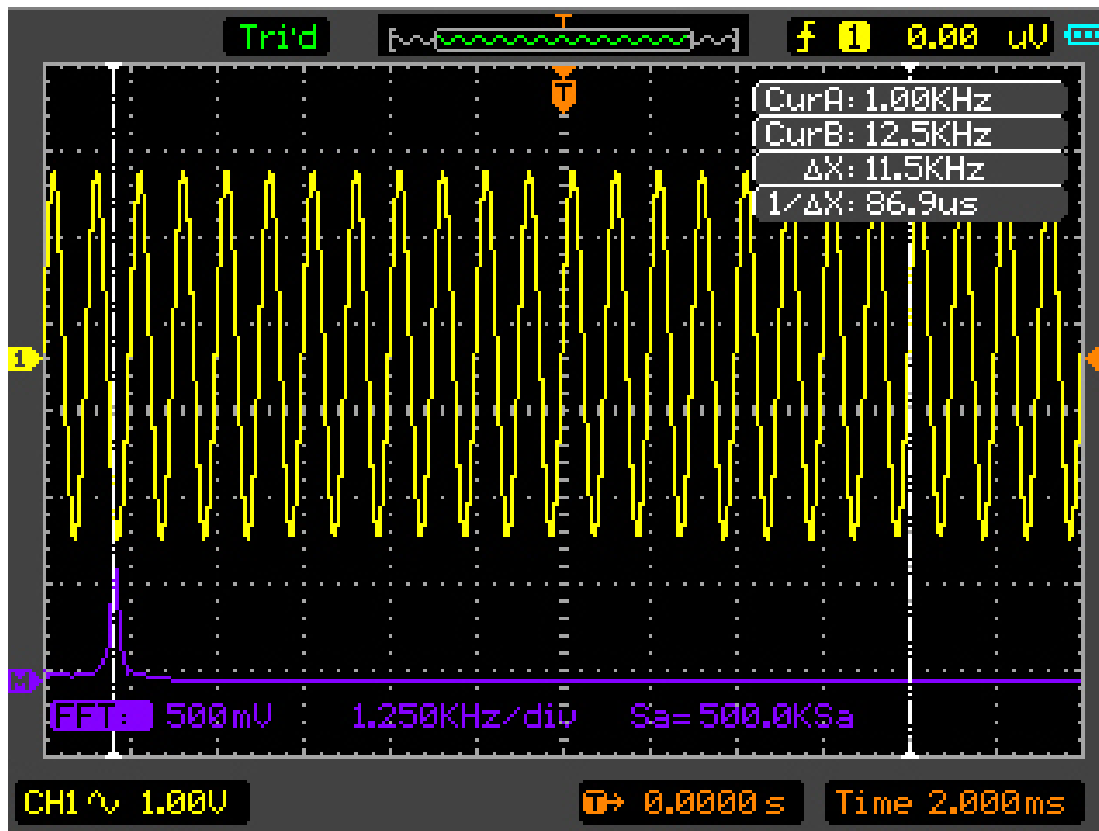 Tri'd T 1 0.00 uV
T
CurA: 1.00KHz
CurB: 12.5KHz
ΔX: 11.5KHz
1/ΔX: 86.9us
1
M
FFT: 500mV 1.250KHz/div Sa=500.0KSa
CH1 1.00V T 0.0000s Time 2.000ms